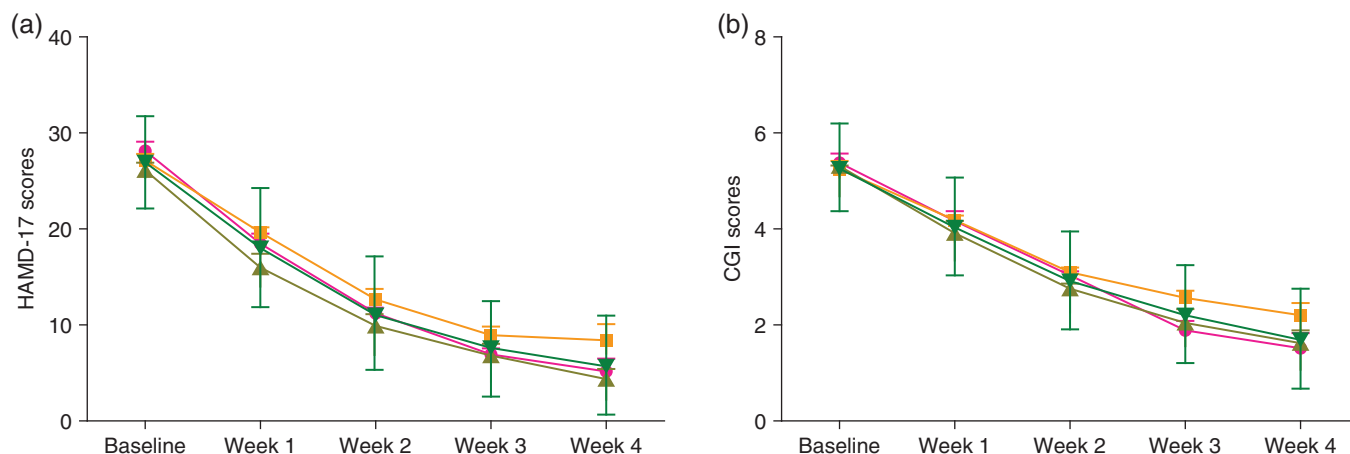 (a)
HAMD-17 scores
40
30
20
10
0
Baseline Week 1 Week 2 Week 3 Week 4
(b)
CGI scores
8
6
4
2
0
Baseline Week 1 Week 2 Week 3 Week 4